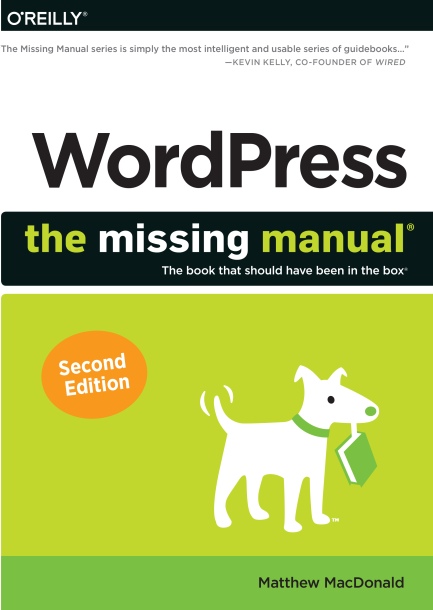 O'REILLY®
The Missing Manual series is simply the most intelligent and usable series of guidebooks..."
—KEVIN KELLY, CO-FOUNDER OF WIRED
WordPress
the missing manual®
The book that should have been in the box®
Second
Edition
TM
Matthew MacDonald